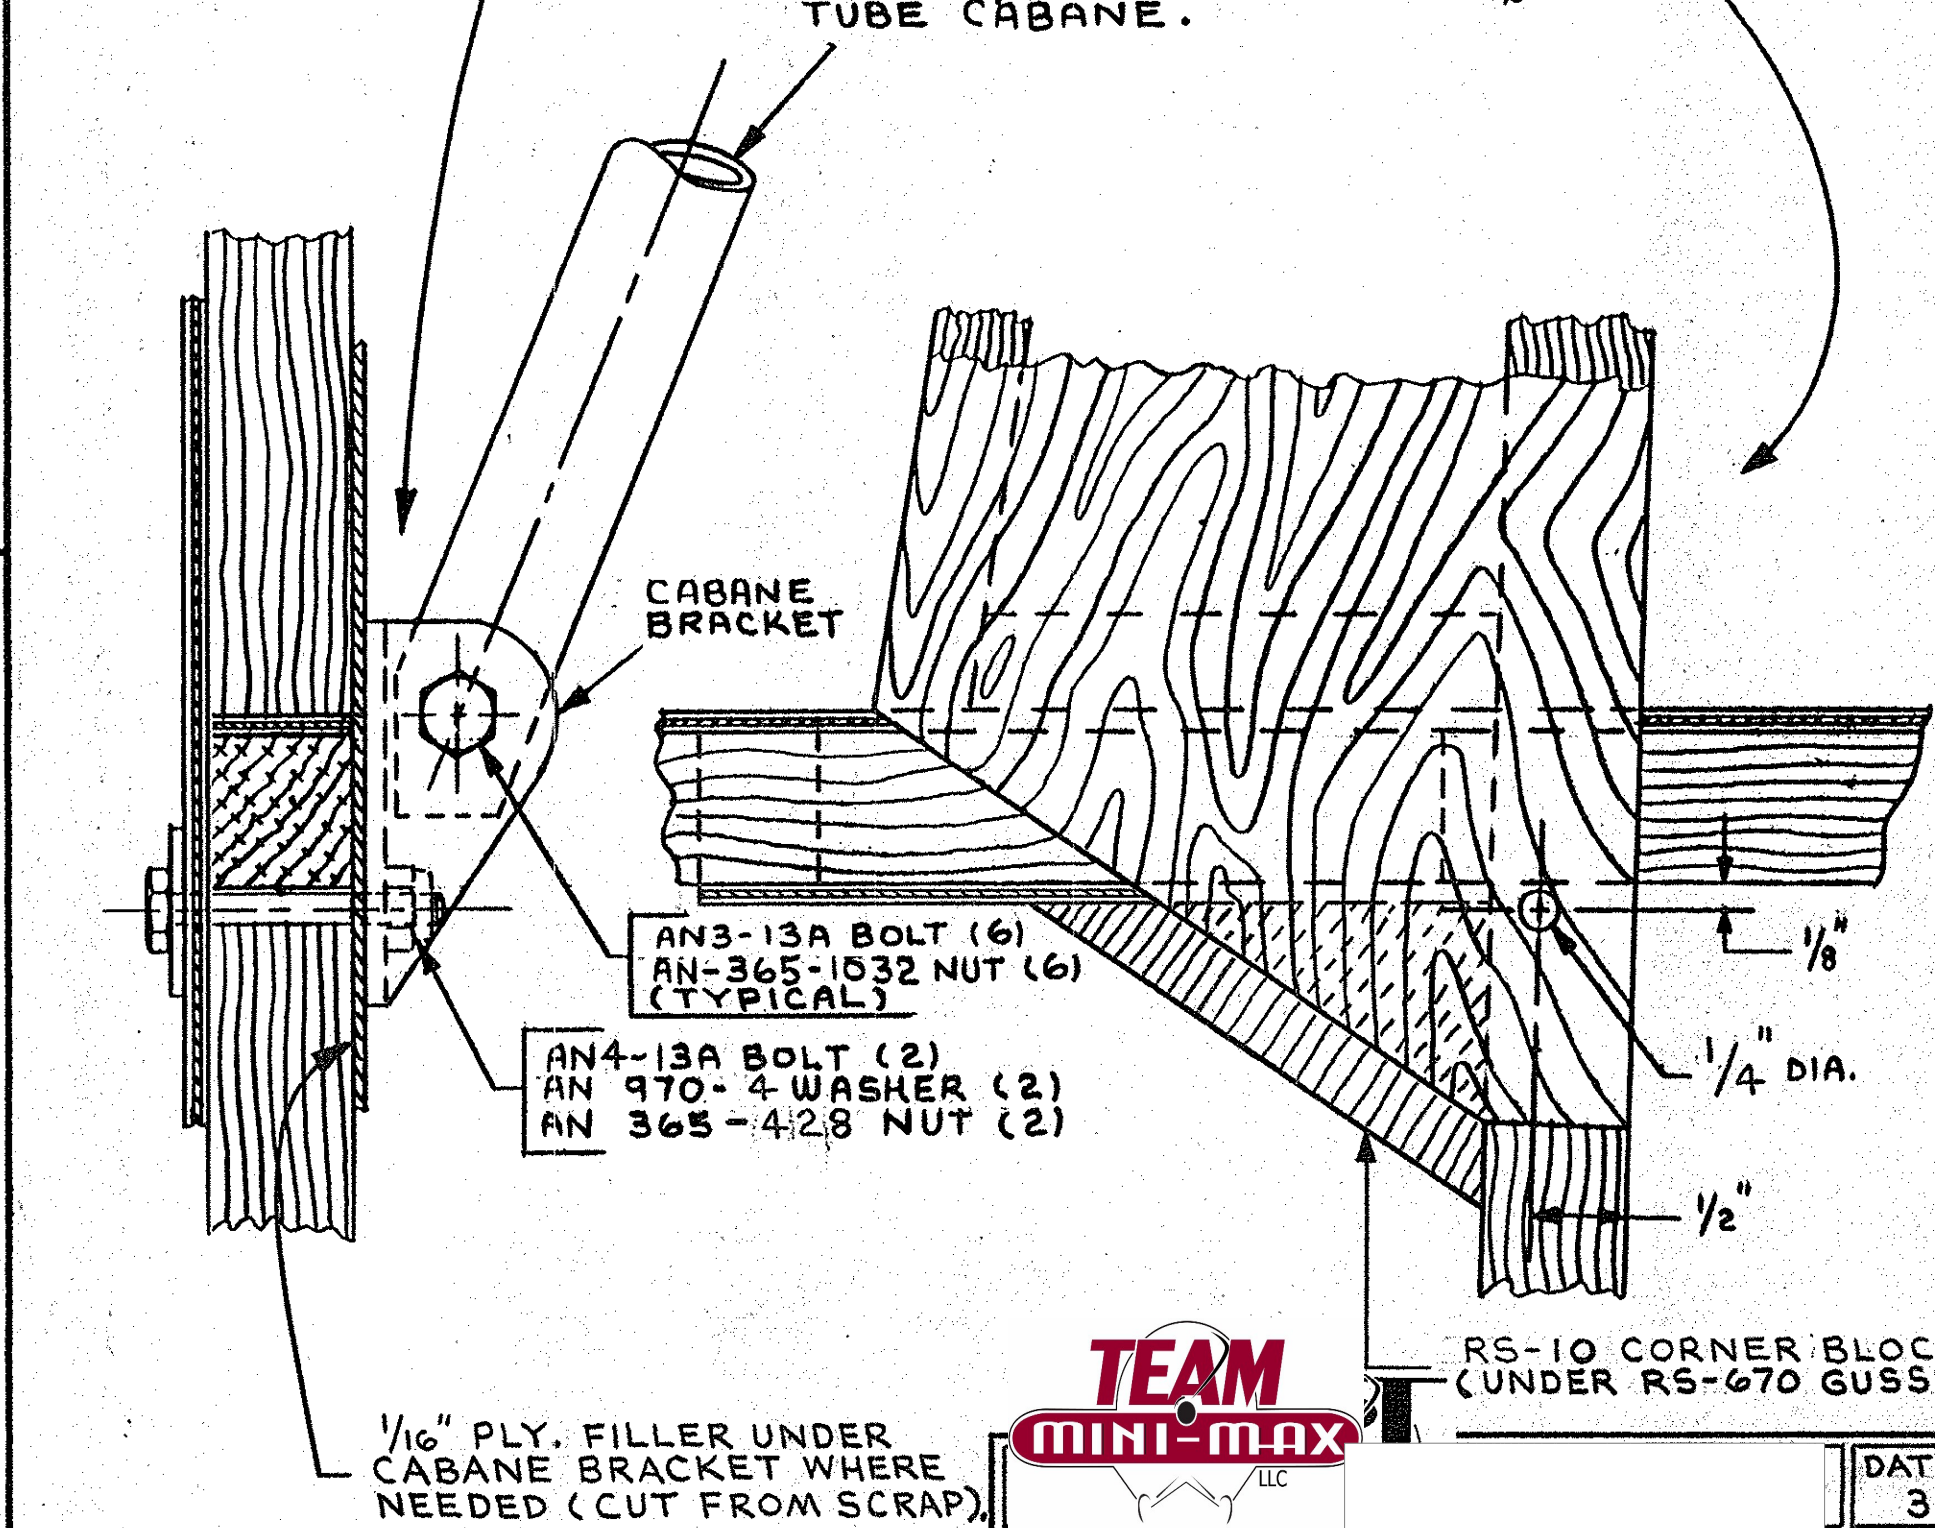 TUBE CABANE.
CABANE
BRACKET
AN3-13A BOLT (6)
AN-365-1032 NUT (6)
(TYPICAL)
AN4-13A BOLT (2)
AN 970-4 WASHER (2)
AN 365-428 NUT (2)
1/8"
1/4" DIA.
1/2"
RS-10 CORNER BLOC
(UNDER RS-670 GUSS
1/16" PLY. FILLER UNDER
CABANE BRACKET WHERE
NEEDED (CUT FROM SCRAP).
TEAM
MINI-MAX
LLC
DAT
3